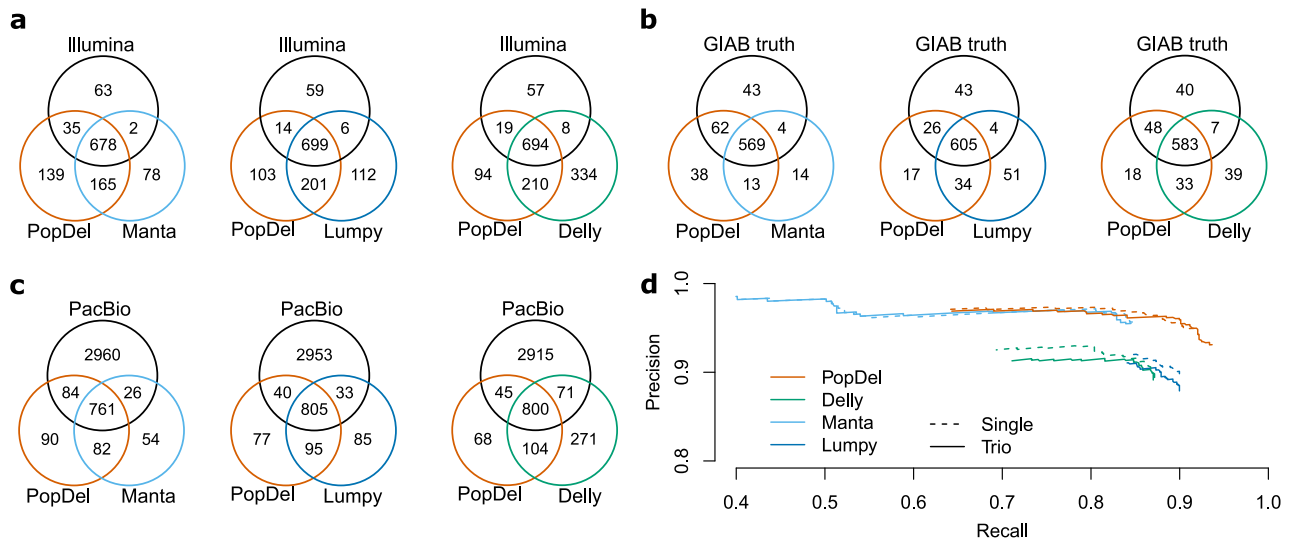 a
Illumina
63
35
2
678
139
165
78
PopDel
Manta
Illumina
59
14
6
699
103
201
112
PopDel
Lumpy
Illumina
57
19
8
694
94
210
334
PopDel
Delly
b
GIAB truth
43
62
4
569
38
13
14
PopDel
Manta
GIAB truth
43
26
4
605
17
34
51
PopDel
Lumpy
GIAB truth
40
48
7
583
18
33
39
PopDel
Delly
c
PacBio
2960
84
26
761
90
82
54
PopDel
Manta
PacBio
2953
40
33
805
77
95
85
PopDel
Lumpy
PacBio
2915
45
71
800
68
104
271
PopDel
Delly
d
1.0
0.9
0.8
Precision
PopDel
Delly
Manta
Lumpy
Single
Trio
0.4 0.5 0.6 0.7 0.8 0.9 1.0
Recall